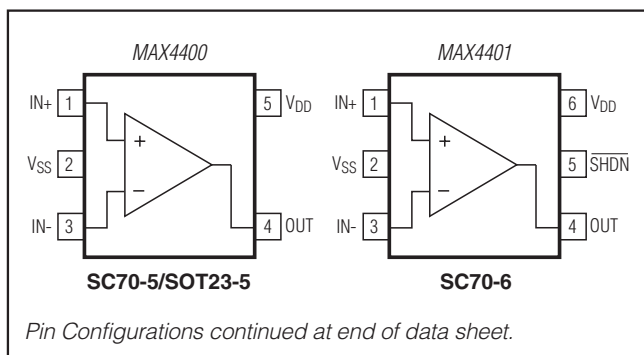 MAX4400
IN+ 1
5 VDD
+
VSS 2
−
IN- 3
4 OUT
SC70-5/SOT23-5
MAX4401
IN+ 1
6 VDD
+
VSS 2
5 SHDN
−
IN- 3
4 OUT
SC70-6
Pin Configurations continued at end of data sheet.